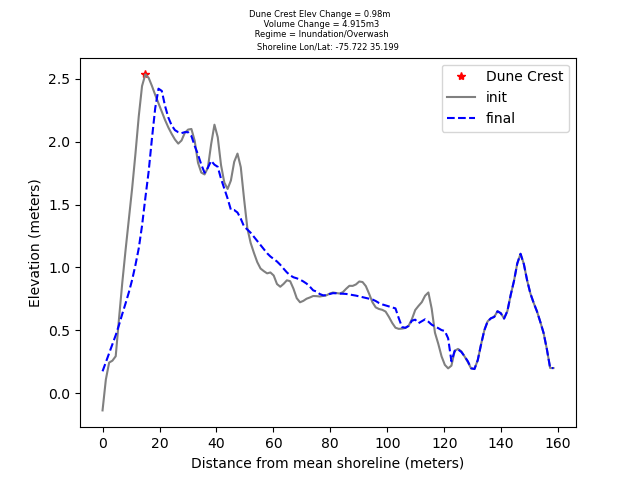 Dune Crest Elev Change = 0.98m
Volume Change = 4.915m3
Regime = Inundation/Overwash
Shoreline Lon/Lat: -75.722 35.199
Dune Crest
init
final
Elevation (meters)
2.5
2.0
1.5
1.0
0.5
0.0
0 20 40 60 80 100 120 140 160
Distance from mean shoreline (meters)